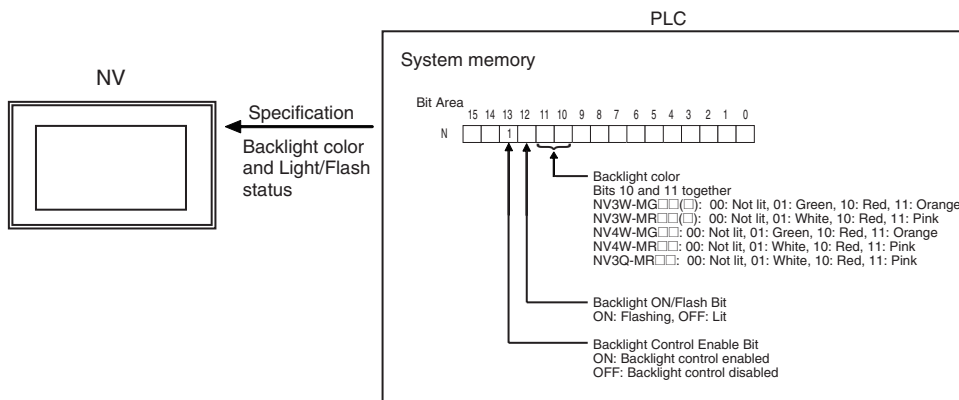 PLC
System memory
NV
Bit Area
15 14 13 12 11 10 9 8 7 6 5 4 3 2 1 0
N 1
Specification
Backlight color
and Light/Flash
status
Backlight color
Bits 10 and 11 together
NV3W-MG□□(□): 00: Not lit, 01: Green, 10: Red, 11: Orange
NV3W-MR□□(□): 00: Not lit, 01: White, 10: Red, 11: Pink
NV4W-MG□□: 00: Not lit, 01: Green, 10: Red, 11: Orange
NV4W-MR□□: 00: Not lit, 01: White, 10: Red, 11: Pink
NV3Q-MR□□: 00: Not lit, 01: White, 10: Red, 11: Pink
Backlight ON/Flash Bit
ON: Flashing, OFF: Lit
Backlight Control Enable Bit
ON: Backlight control enabled
OFF: Backlight control disabled